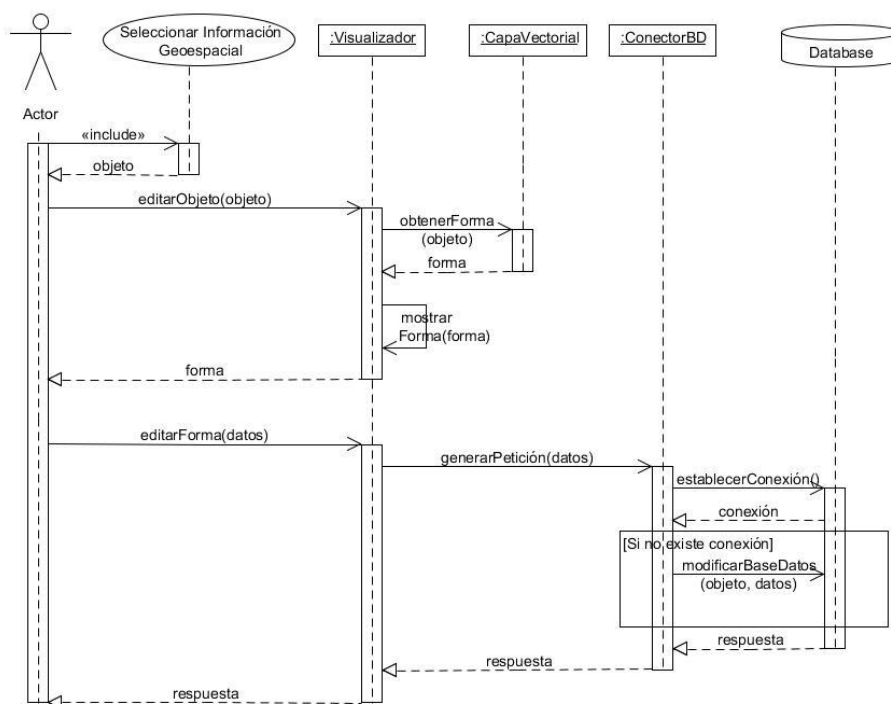 Seleccionar Información
Geoespacial
:Visualizador
:CapaVectorial
:ConectorBD
Database
Actor
«include»
objeto
editarObjeto(objeto)
obtenerForma
(objeto)
forma
mostrar
Forma(forma)
forma
editarForma(datos)
generarPetición(datos)
establecerConexión()
conexión
[Si no existe conexión]
modificarBaseDatos
(objeto, datos)
respuesta
respuesta
respuesta